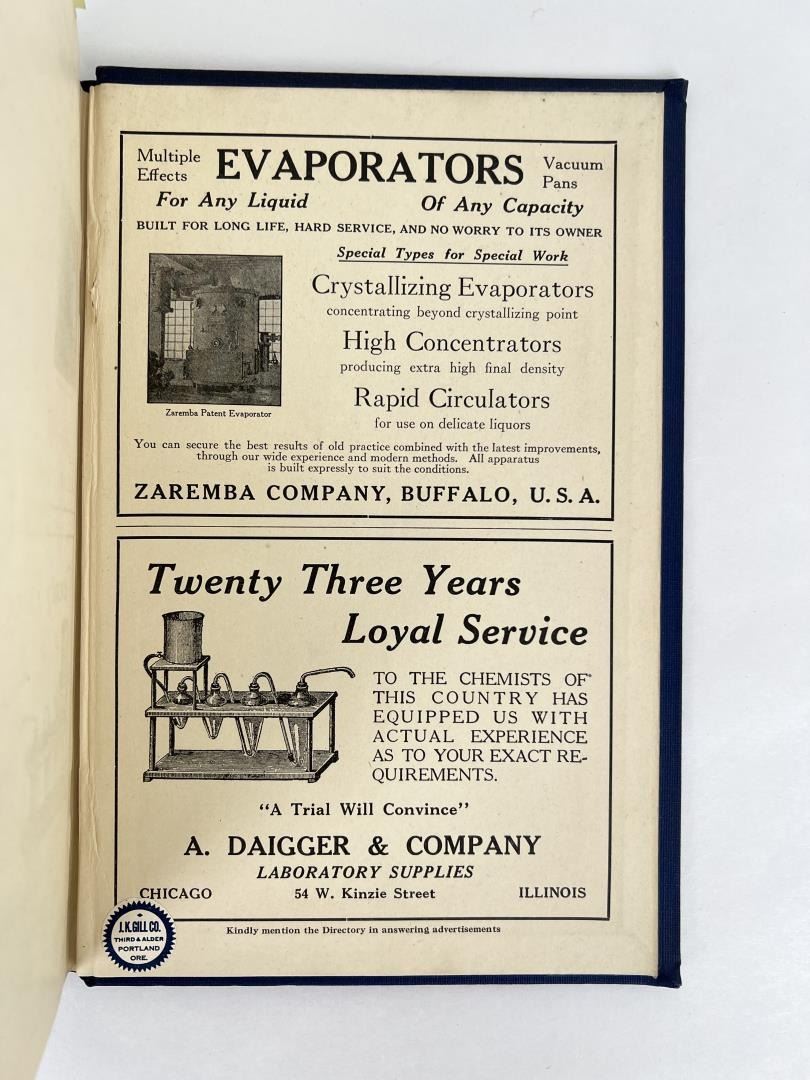 Multiple Effects
EVAPORATORS
Vacuum Pans
For Any Liquid Of Any Capacity
BUILT FOR LONG LIFE, HARD SERVICE, AND NO WORRY TO ITS OWNER
Special Types for Special Work
Crystallizing Evaporators
concentrating beyond crystallizing point
High Concentrators
producing extra high final density
Rapid Circulators
for use on delicate liquors
Zaremba Patent Evaporator
You can secure the best results of old practice combined with the latest improvements,
through our wide experience and modern methods. All apparatus
is built expressly to suit the conditions.
ZAREMBA COMPANY, BUFFALO, U.S.A.
Twenty Three Years
Loyal Service
TO THE CHEMISTS OF
THIS COUNTRY HAS
EQUIPPED US WITH
ACTUAL EXPERIENCE
AS TO YOUR EXACT RE-
QUIREMENTS.
"A Trial Will Convince"
A. DAIGGER & COMPANY
LABORATORY SUPPLIES
CHICAGO 54 W. Kinzie Street ILLINOIS
Kindly mention the Directory in answering advertisements
J.K.GILL CO.
THIRD & ALDER
PORTLAND
ORE.